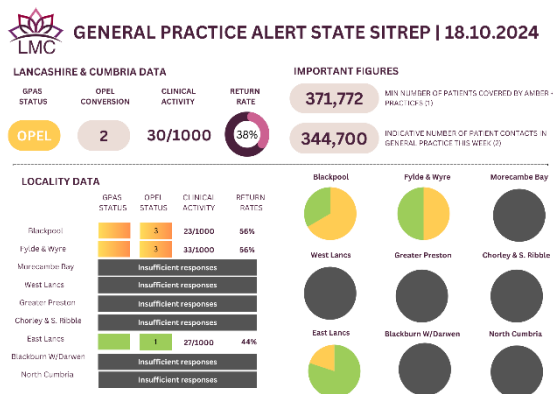 LMC
GENERAL PRACTICE ALERT STATE SITREP | 18.10.2024
LANCASHIRE & CUMBRIA DATA
GPAS STATUS
OPEL CONVERSION
CLINICAL ACTIVITY
RETURN RATE
OPEL
2
30/1000
38%
IMPORTANT FIGURES
371,772
MIN NUMBER OF PATIENTS COVERED BY AMBER + PRACTICES (1)
344,700
INDICATIVE NUMBER OF PATIENT CONTACTS IN GENERAL PRACTICE THIS WEEK (2)
LOCALITY DATA
GPAS STATUS
OPEL STATUS
CLINICAL ACTIVITY
RETURN RATES
Blackpool 3 23/1000 56%
Fylde & Wyre 3 33/1000 56%
Morecambe Bay Insufficient responses
West Lancs Insufficient responses
Greater Preston Insufficient responses
Chorley & S. Ribble Insufficient responses
East Lancs 1 27/1000 44%
Blackburn W/Darwen Insufficient responses
North Cumbria Insufficient responses
Blackpool
Fylde & Wyre
Morecambe Bay
West Lancs
Greater Preston
Chorley & S. Ribble
East Lancs
Blackburn W/Darwen
North Cumbria